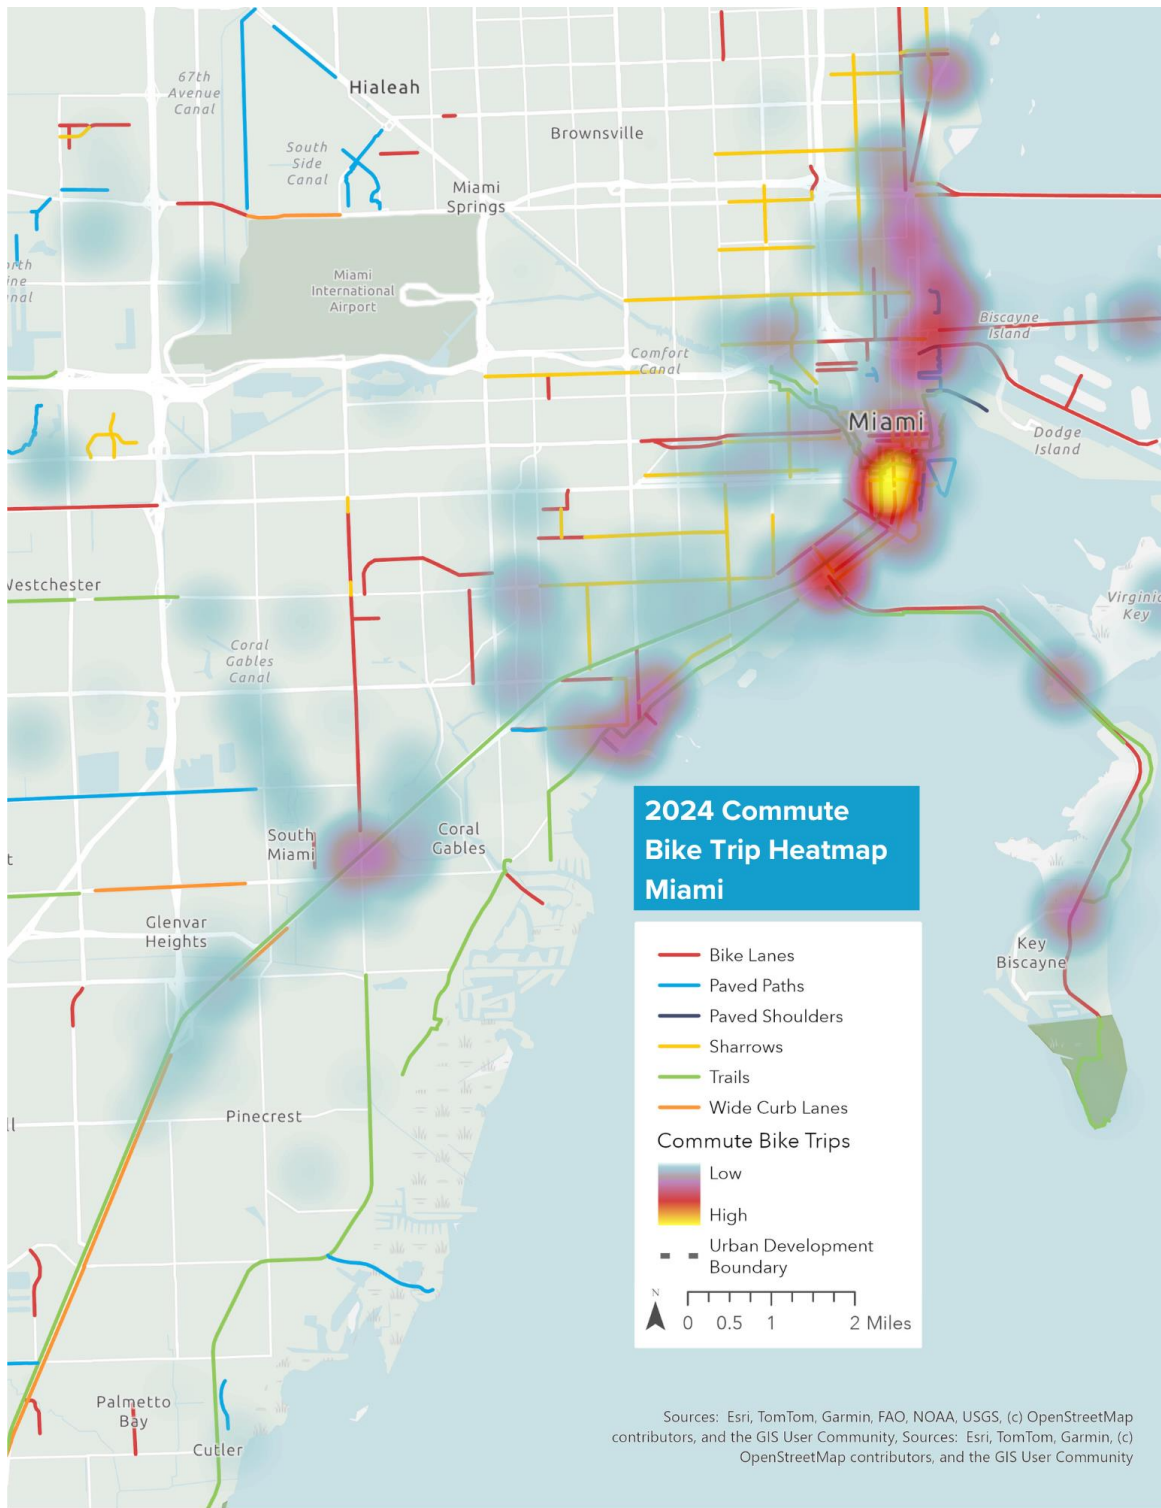 67th
Avenue
Canal
Hialeah
Brownsville
South
Side
Canal
Miami
Springs
Miami
International
Airport
Biscayne
Island
Comfort
Canal
Miami
Dodge
Island
Westchester
Virginia
Key
Coral
Gables
Canal
2024 Commute
Bike Trip Heatmap
Miami
South
Miami
Coral
Gables
Glenvar
Heights
Key
Biscayne
Bike Lanes
Paved Paths
Paved Shoulders
Sharrows
Trails
Wide Curb Lanes
Commute Bike Trips
Low
High
Urban Development
Boundary
N
0 0.5 1 2 Miles
Pinecrest
Palmetto
Bay
Cutler
Sources: Esri, TomTom, Garmin, FAO, NOAA, USGS, (c) OpenStreetMap
contributors, and the GIS User Community, Sources: Esri, TomTom, Garmin, (c)
OpenStreetMap contributors, and the GIS User Community